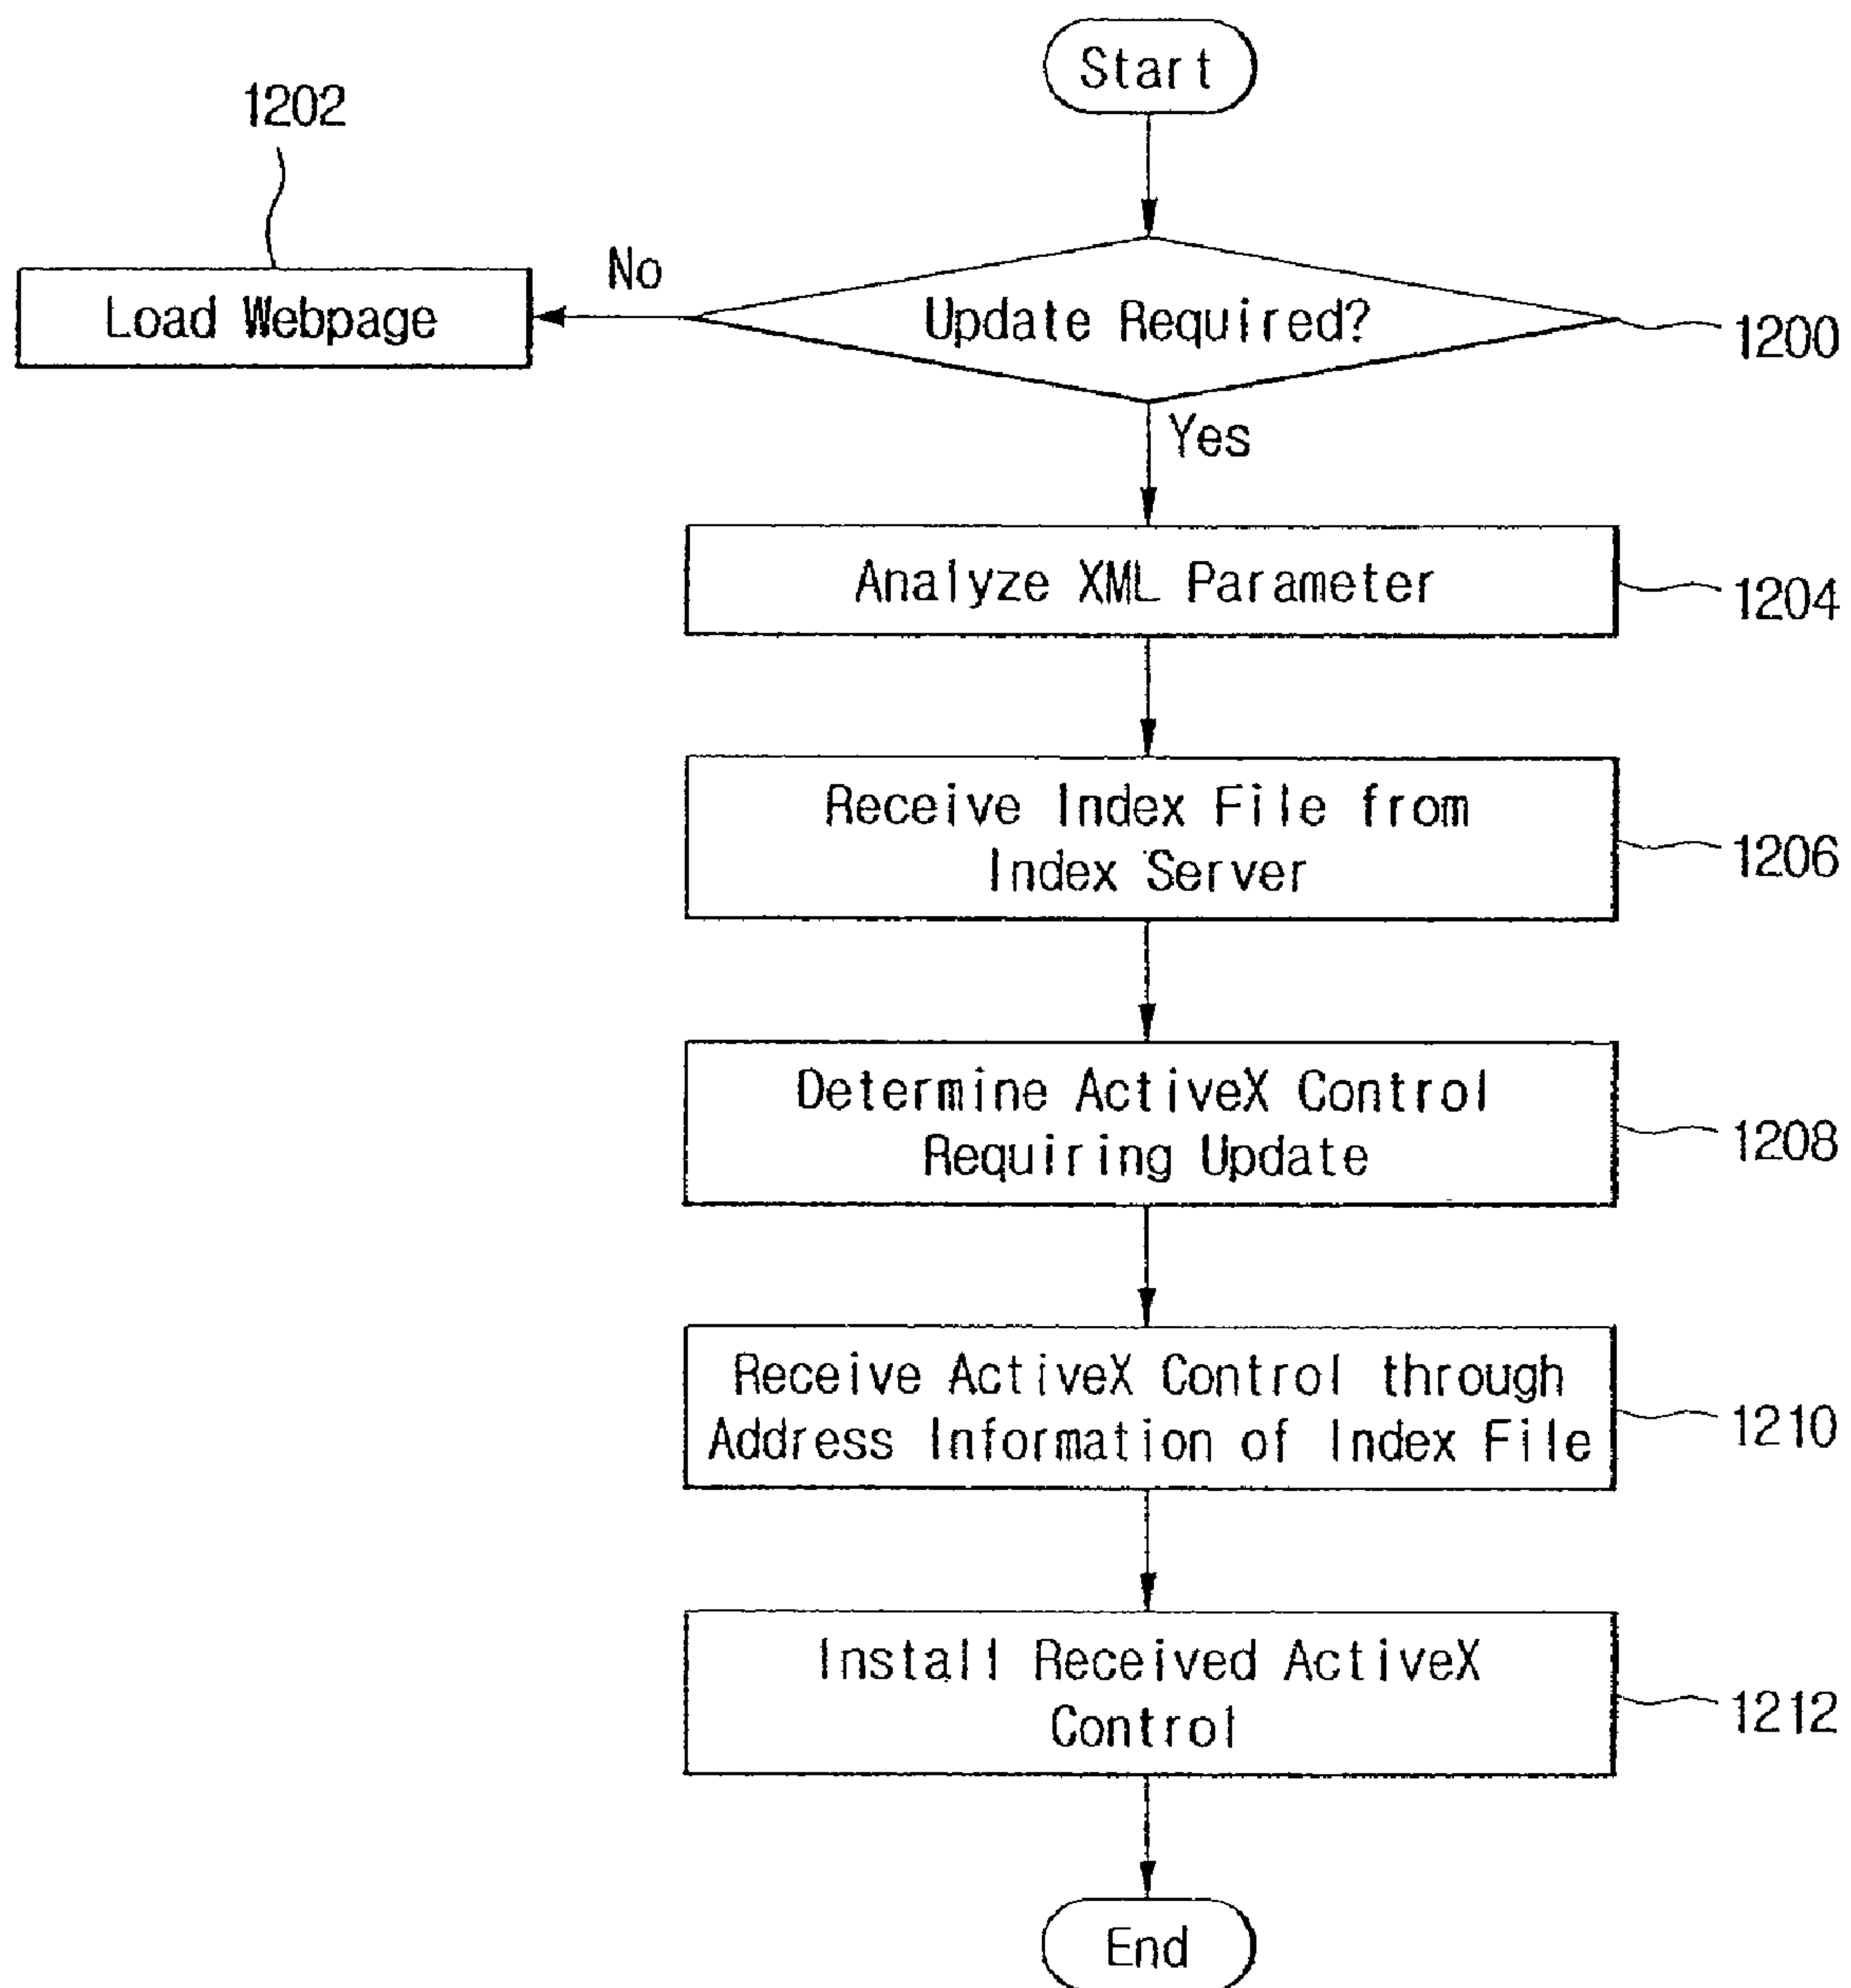 Start
1202
No
Load Webpage
Update Required?
1200
Yes
Analyze XML Parameter
1204
Receive Index File from
Index Server
1206
Determine ActiveX Control
Requiring Update
1208
Receive ActiveX Control through
Address Information of Index File
1210
Install Received ActiveX
Control
1212
End